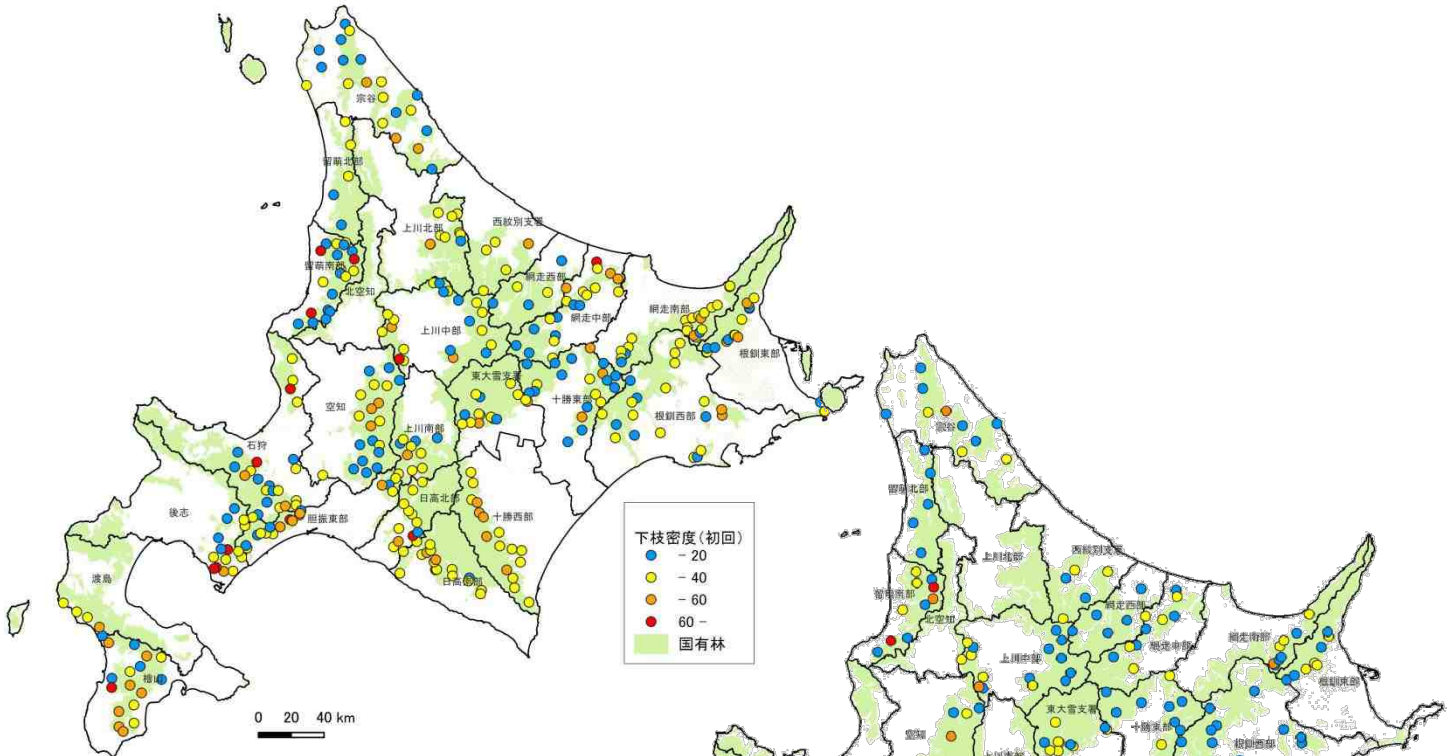 宗谷
留萌北部
上川北部
西紋別支署
留萌南部
網走西部
北空知
網走中部
網走南部
上川中部
根釧東部
東大雪支署
十勝東部
空知
根釧西部
上川南部
石狩
日高北部
後志
胆振東部
十勝西部
渡島
日高南部
檜山
0 20 40 km
下枝密度(初回)
- 20
- 40
- 60
60 -
国有林
宗谷
留萌北部
上川北部
西紋別支署
留萌南部
網走西部
北空知
網走中部
網走南部
上川中部
根釧東部
東大雪支署
十勝東部
空知
根釧西部
上川南部